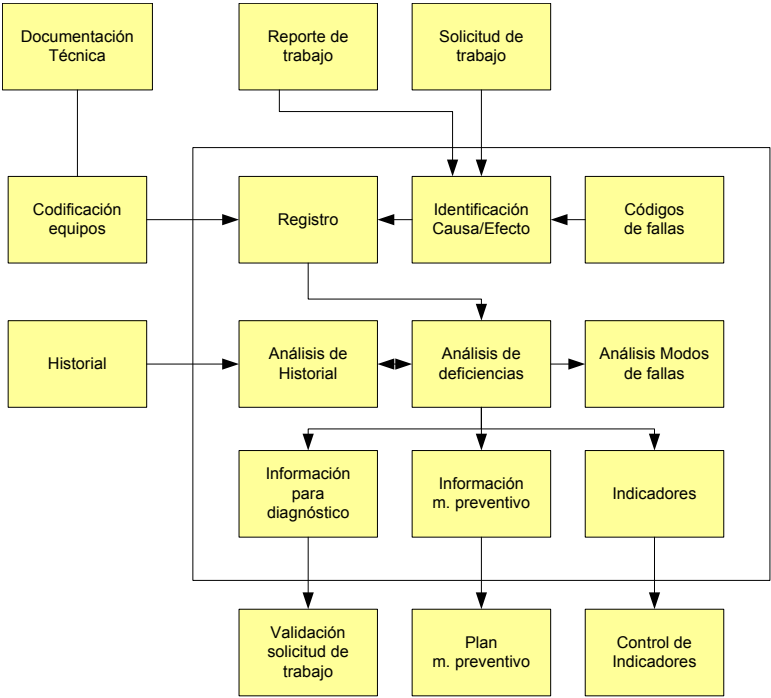 Documentación
Técnica
Reporte de
trabajo
Solicitud de
trabajo
Codificación
equipos
Registro
Identificación
Causa/Efecto
Códigos
de fallas
Historial
Análisis de
Historial
Análisis de
deficiencias
Análisis Modos
de fallas
Información
para
diagnóstico
Información
m. preventivo
Indicadores
Validación
solicitud de
trabajo
Plan
m. preventivo
Control de
Indicadores